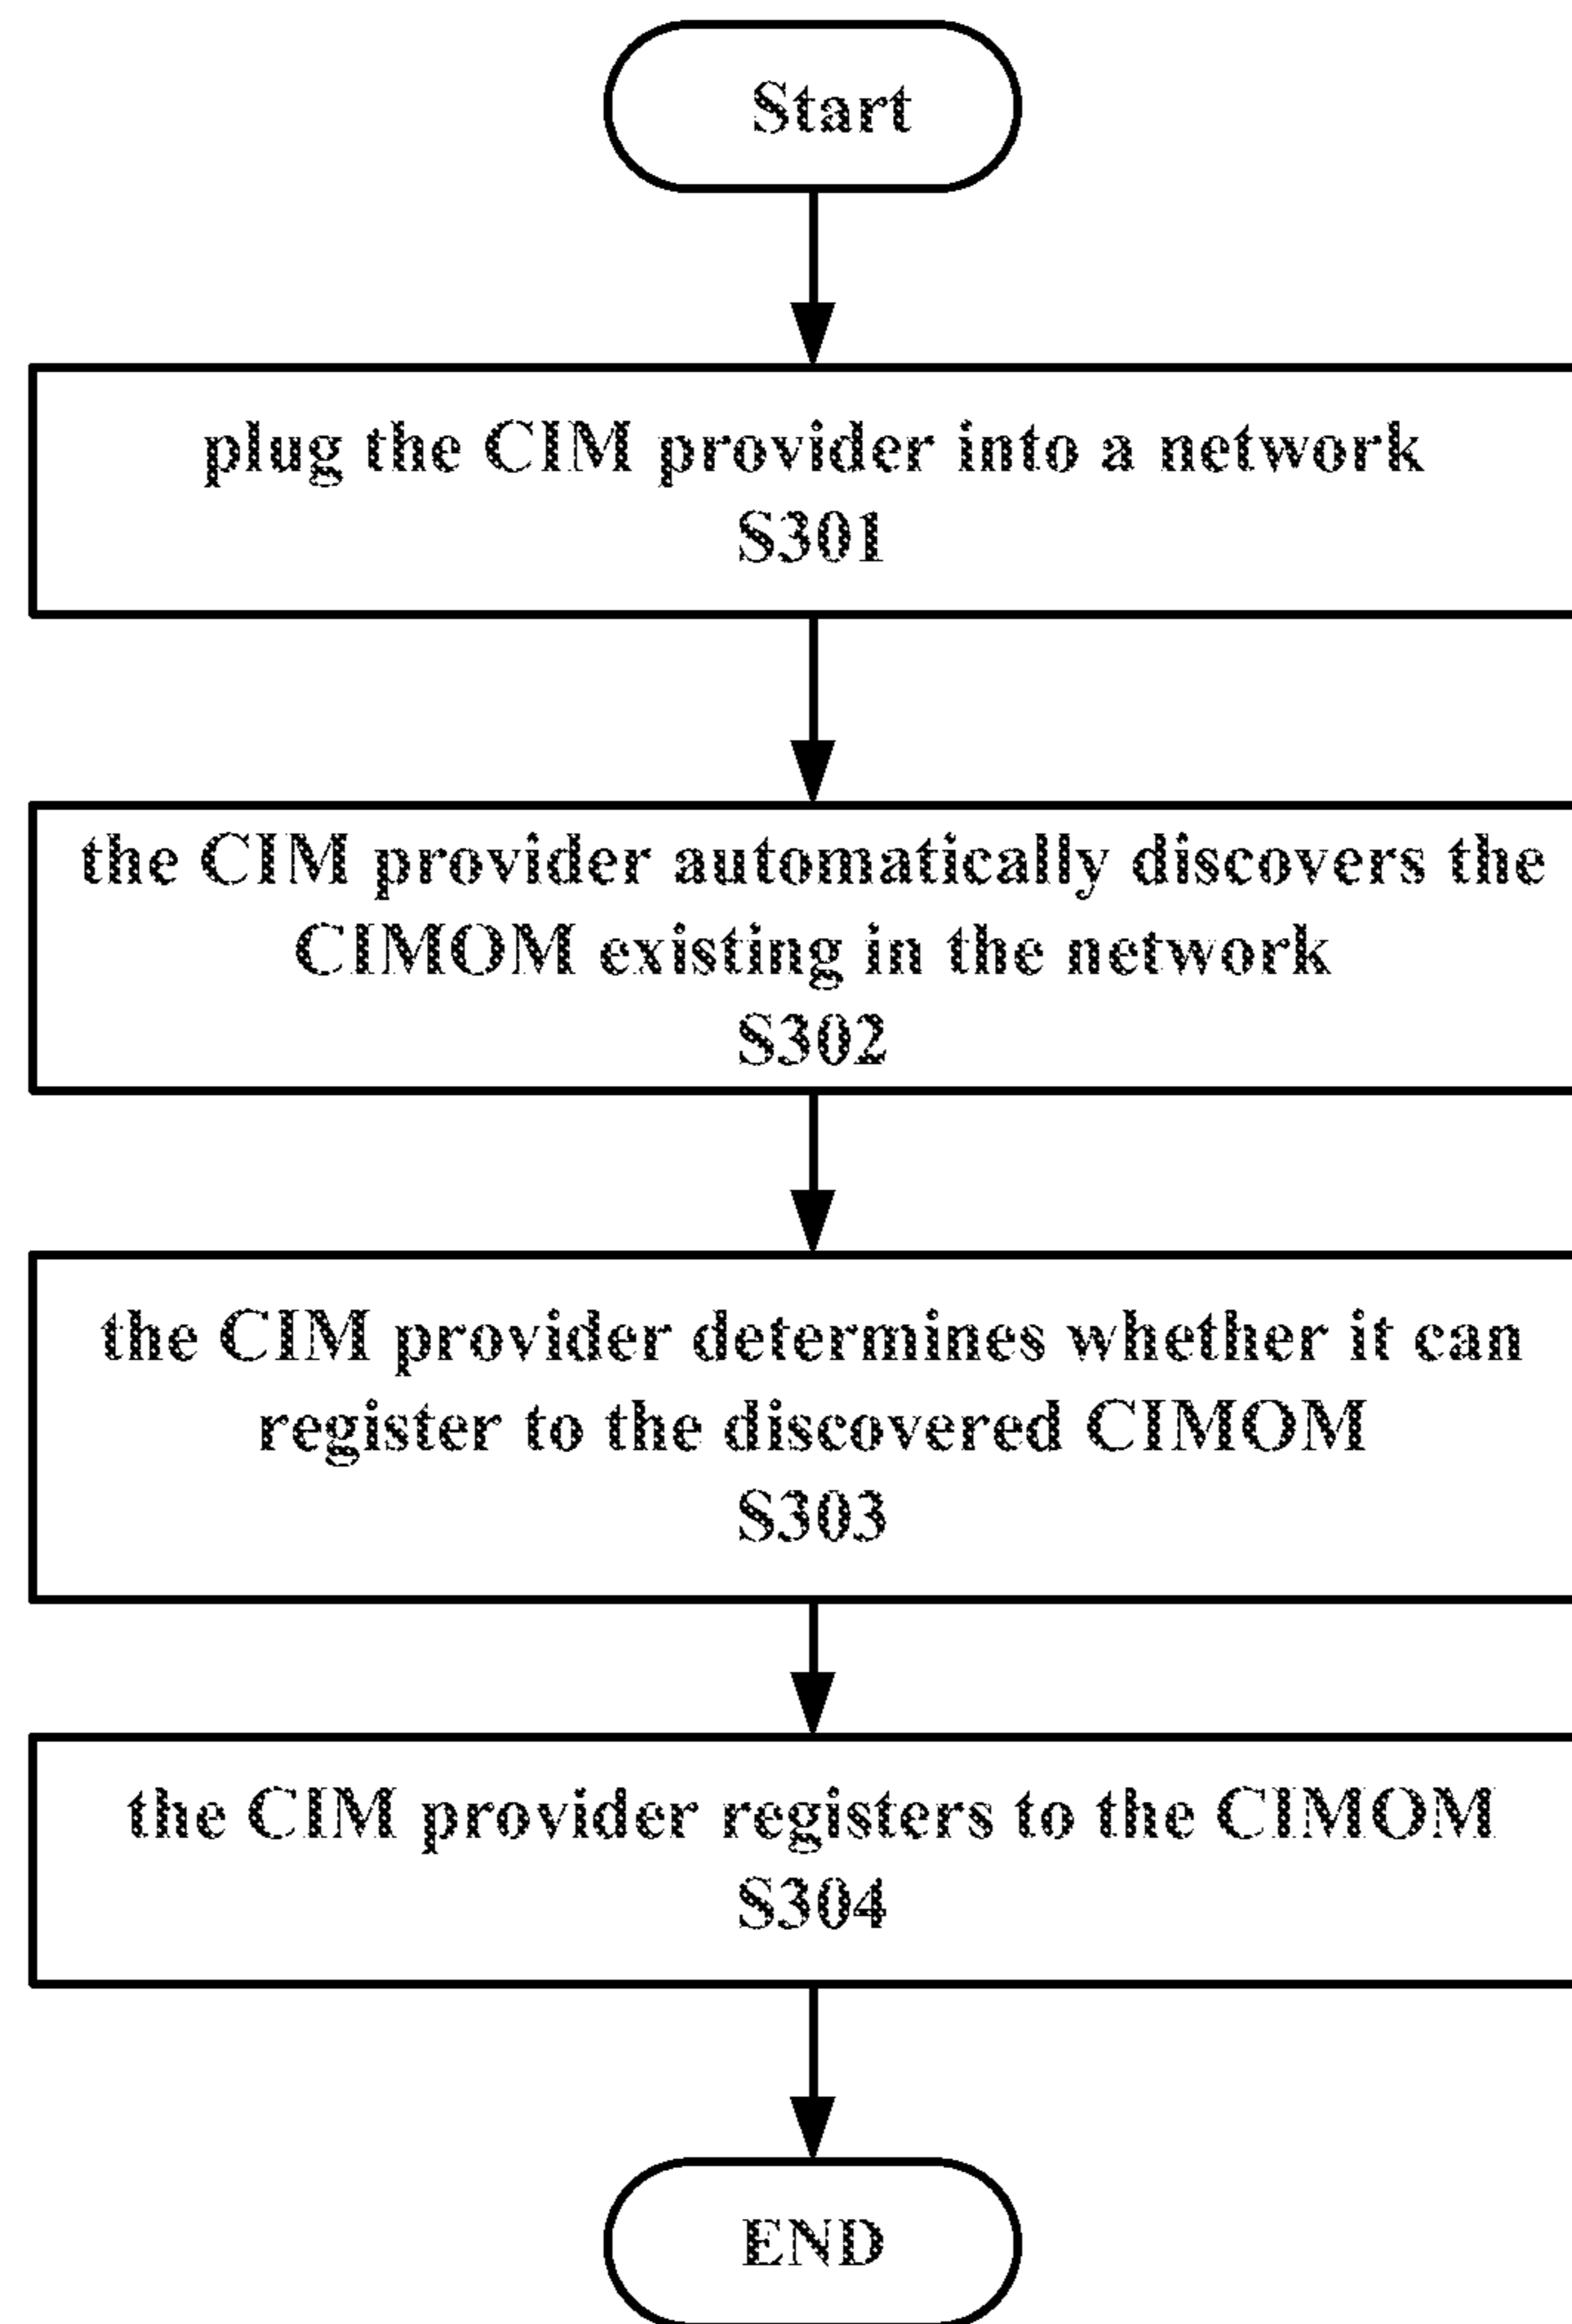 Start
plug the CIM provider into a network
S301
the CIM provider automatically discovers the
CIMOM existing in the network
S302
the CIM provider determines whether it can
register to the discovered CIMOM
S303
the CIM provider registers to the CIMOM
S304
END